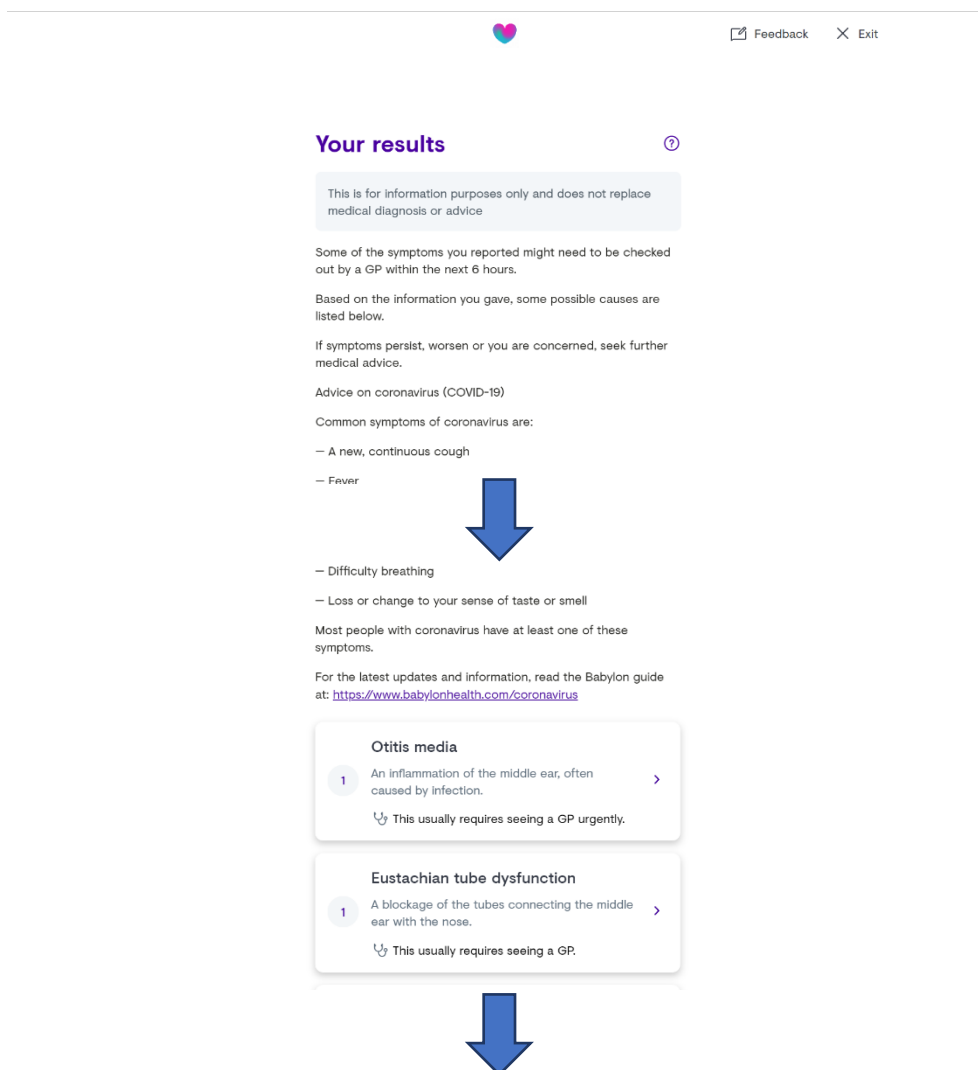 Feedback Exit
Your results
This is for information purposes only and does not replace
medical diagnosis or advice
Some of the symptoms you reported might need to be checked
out by a GP within the next 6 hours.
Based on the information you gave, some possible causes are
listed below.
If symptoms persist, worsen or you are concerned, seek further
medical advice.
Advice on coronavirus (COVID-19)
Common symptoms of coronavirus are:
— A new, continuous cough
— Fever
— Difficulty breathing
— Loss or change to your sense of taste or smell
Most people with coronavirus have at least one of these
symptoms.
For the latest updates and information, read the Babylon guide
at: https://www.babylonhealth.com/coronavirus
Otitis media
1
An inflammation of the middle ear, often
caused by infection.
This usually requires seeing a GP urgently.
Eustachian tube dysfunction
1
A blockage of the tubes connecting the middle
ear with the nose.
This usually requires seeing a GP.